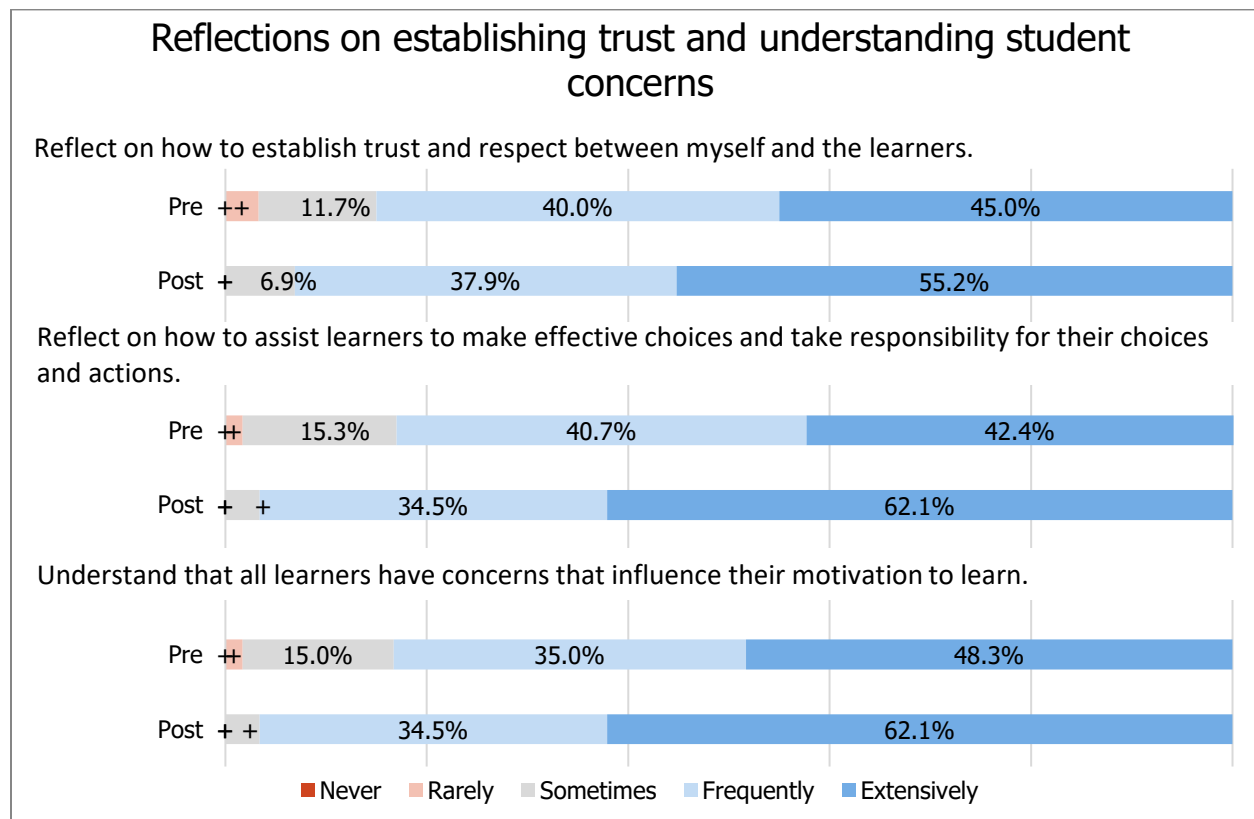 Reflections on establishing trust and understanding student
concerns
Reflect on how to establish trust and respect between myself and the learners.
Pre ++ 11.7% 40.0% 45.0%
Post + 6.9% 37.9% 55.2%
Reflect on how to assist learners to make effective choices and take responsibility for their choices
and actions.
Pre ++ 15.3% 40.7% 42.4%
Post + + 34.5% 62.1%
Understand that all learners have concerns that influence their motivation to learn.
Pre ++ 15.0% 35.0% 48.3%
Post + + 34.5% 62.1%
Never Rarely Sometimes Frequently Extensively